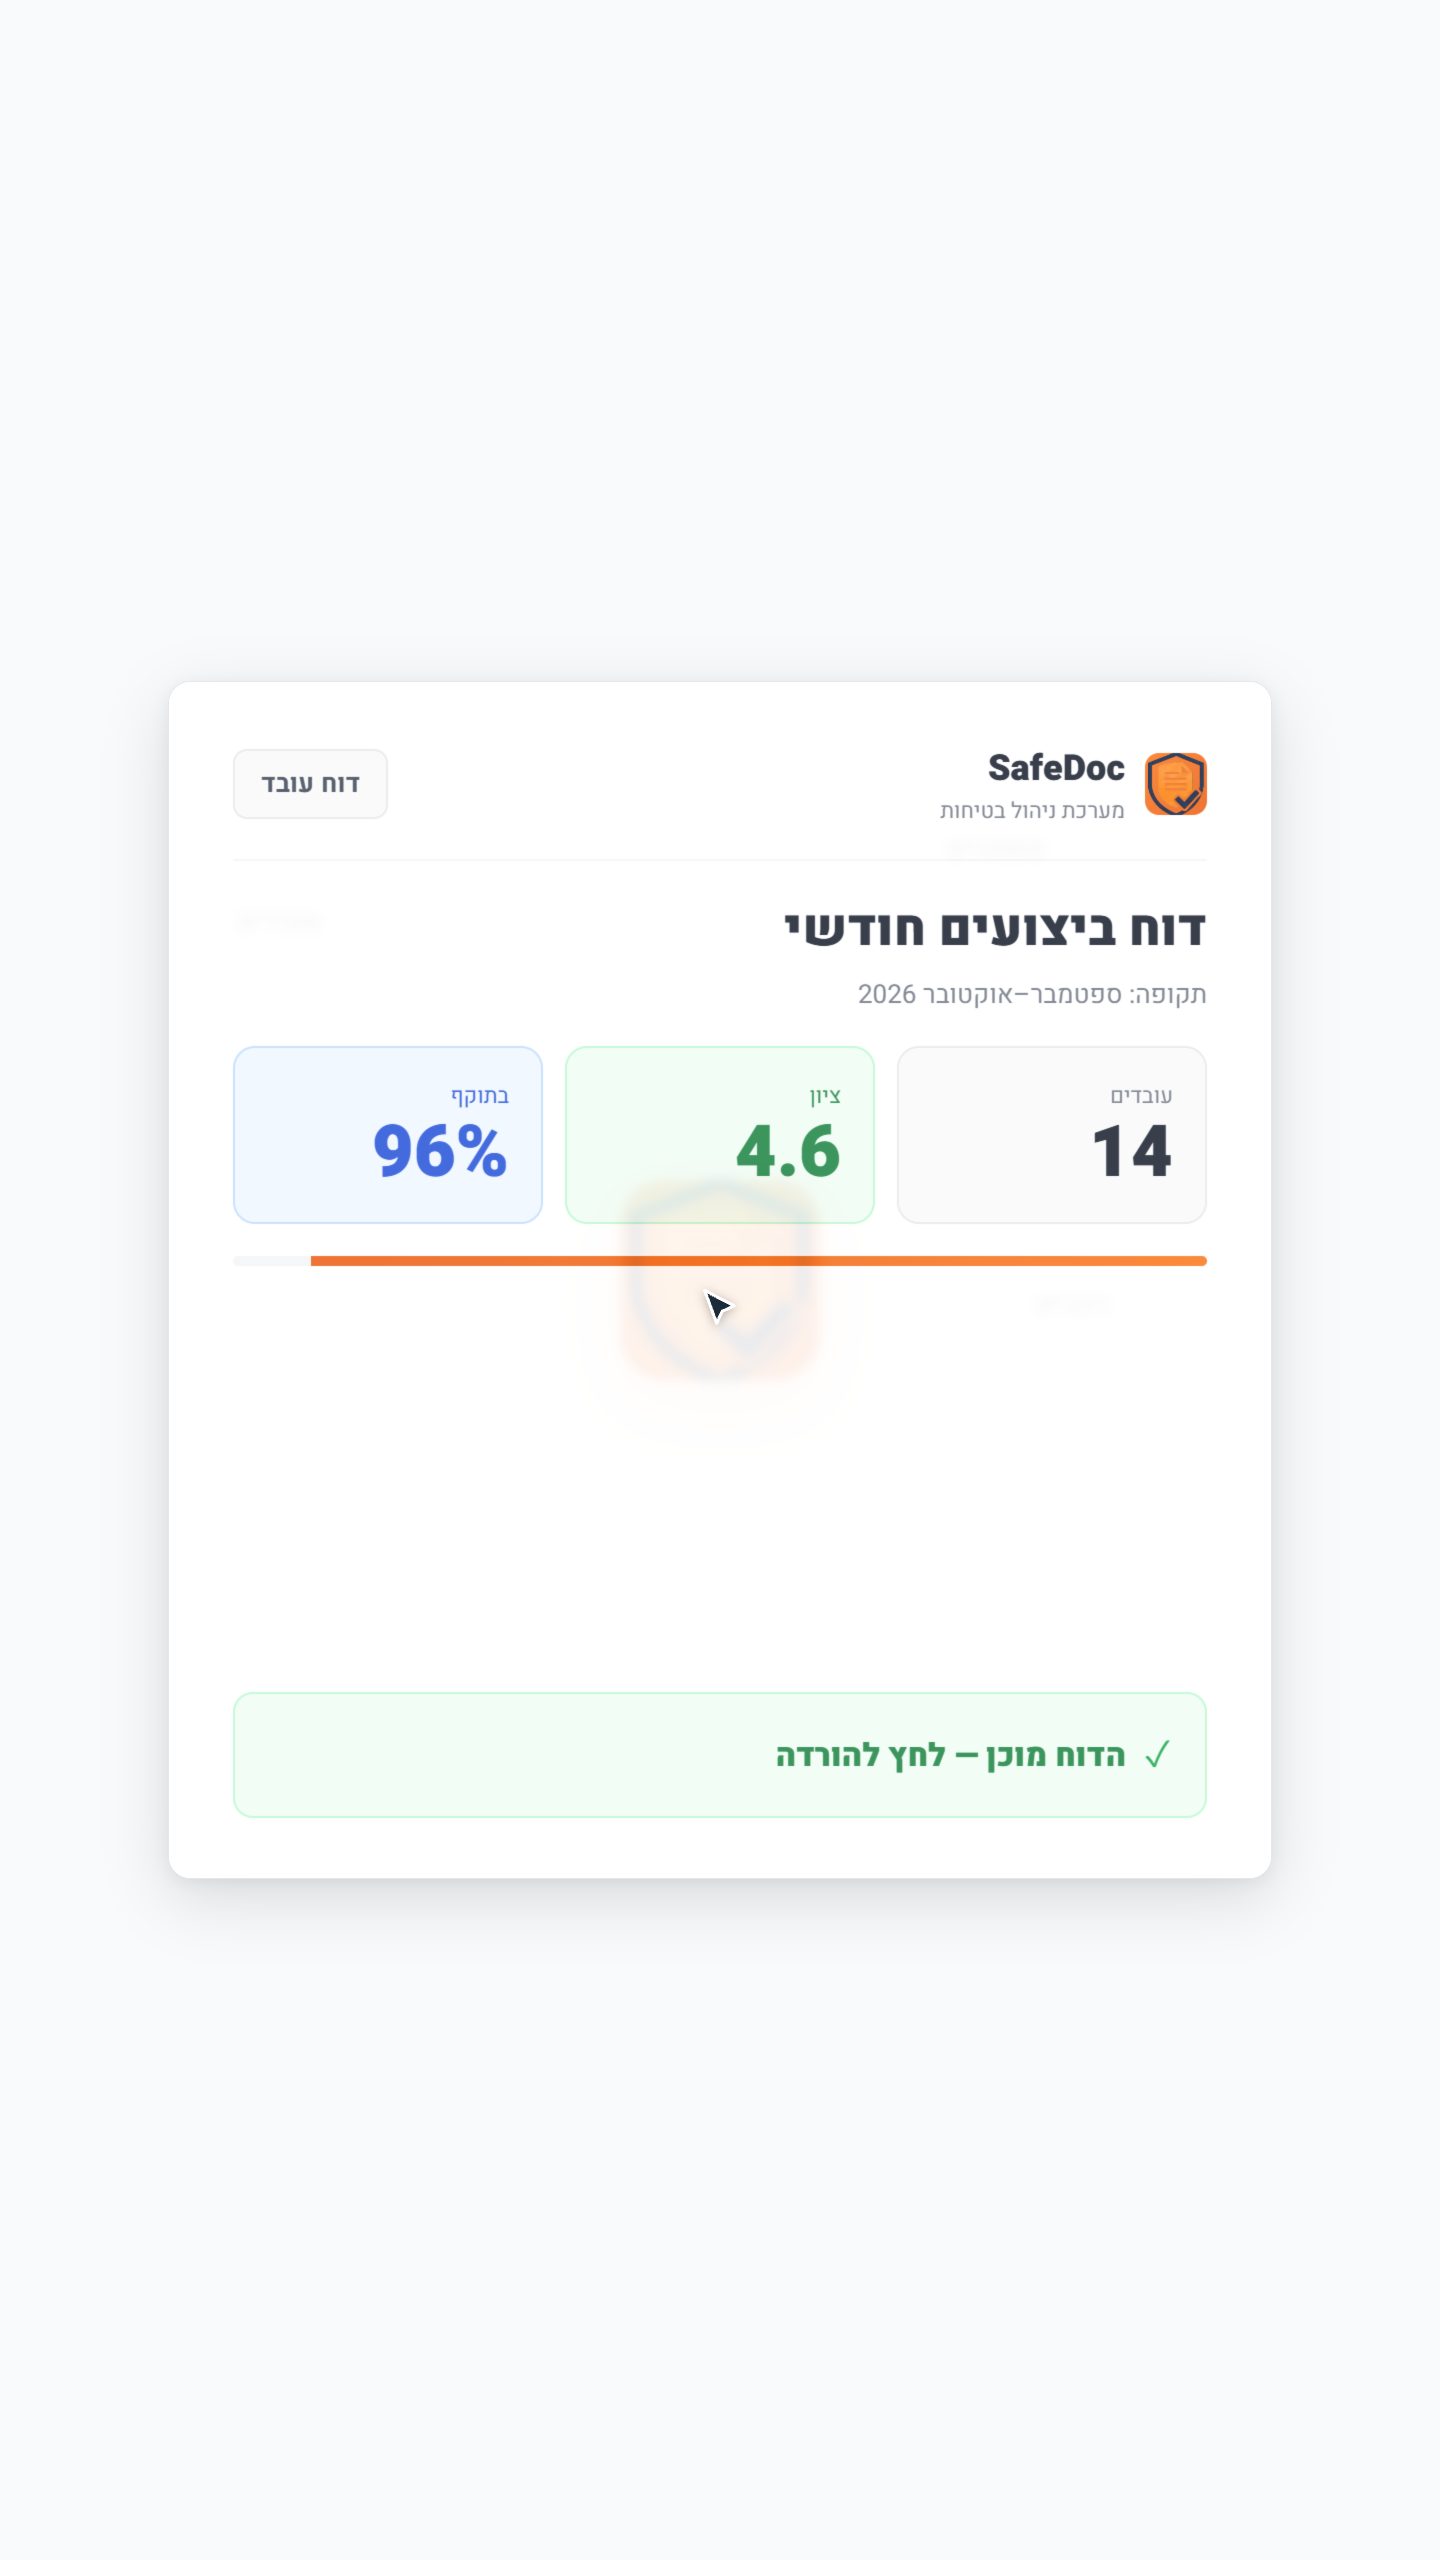 SafeDoc
מערכת ניהול בטיחות
דוח עובד
דוח ביצועים חודשי
תקופה: ספטמבר–אוקטובר 2026
עובדים
14
ציון
4.6
בתוקף
96%
✓ הדוח מוכן — לחץ להורדה